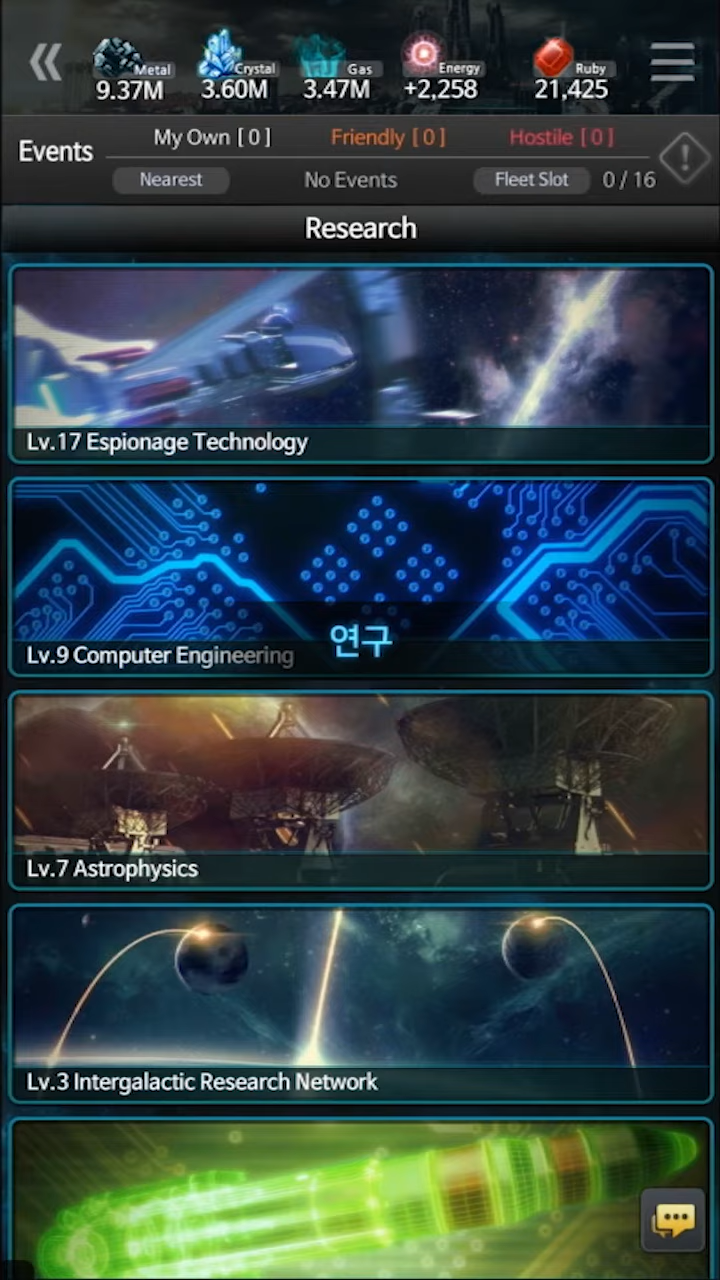 Metal Crystal Gas Energy Ruby
9.37M 3.60M 3.47M +2,258 21,425
Events
My Own [ 0 ] Friendly [ 0 ] Hostile [ 0 ]
Nearest No Events Fleet Slot 0 / 16
Research
Lv.17 Espionage Technology
연구
Lv.9 Computer Engineering
Lv.7 Astrophysics
Lv.3 Intergalactic Research Network